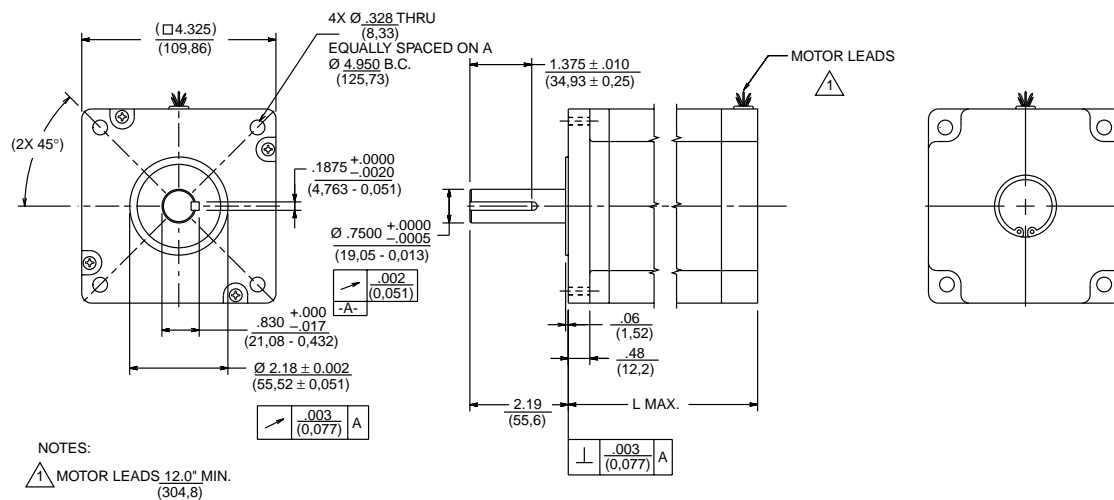 (□4.325)
(109,86)
4X Ø .328 THRU
(8,33)
EQUALLY SPACED ON A
Ø 4.950 B.C.
(125,73)
(2X 45°)
.1875 +.0000
−.0020
(4,763 - 0,051)
.830 +.000
−.017
(21,08 - 0,432)
Ø 2.18 ± 0.002
(55,52 ± 0,051)
.003
(0,077) A
1.375 ± .010
(34,93 ± 0,25)
MOTOR LEADS
1
Ø .7500 +.0000
−.0005
(19,05 - 0,013)
.002
(0,051)
-A-
.06
(1,52)
.48
(12,2)
2.19
(55,6)
L MAX.
⊥ .003
(0,077) A
NOTES:
1 MOTOR LEADS 12.0" MIN.
(304,8)